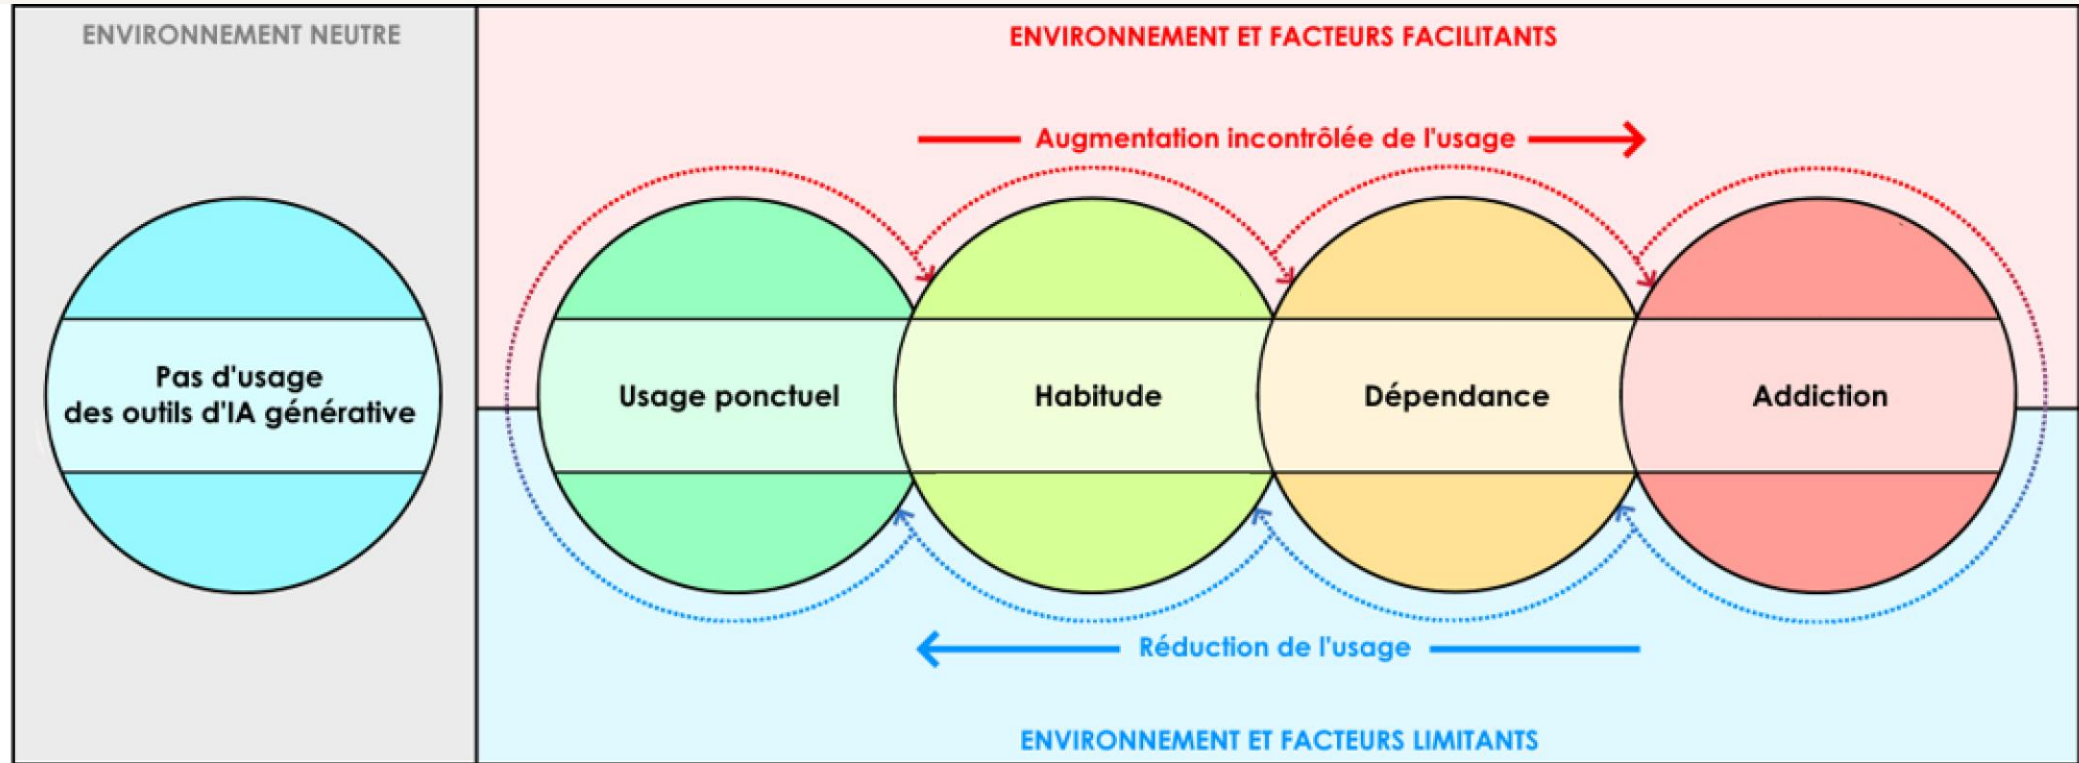 ENVIRONNEMENT NEUTRE
ENVIRONNEMENT ET FACTEURS FACILITANTS
Augmentation incontrôlée de l'usage
Pas d'usage
des outils d'IA générative
Usage ponctuel
Habitude
Dépendance
Addiction
Réduction de l'usage
ENVIRONNEMENT ET FACTEURS LIMITANTS